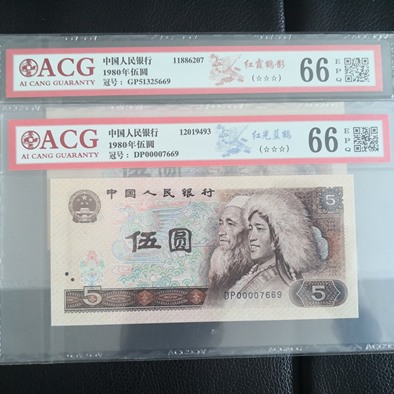 ACG
AI CANG GUARANTY
中国人民银行 11886207
1980年伍圆
冠号：GP51325669
红霞鹤影
(☆☆☆)
66 EPQ
ACG
AI CANG GUARANTY
中国人民银行 12019493
1980年伍圆
冠号：DP00007669
红光蓝鹤
(☆☆☆)
66 EPQ
中国人民银行
5
伍圆
DP00007669
5
5